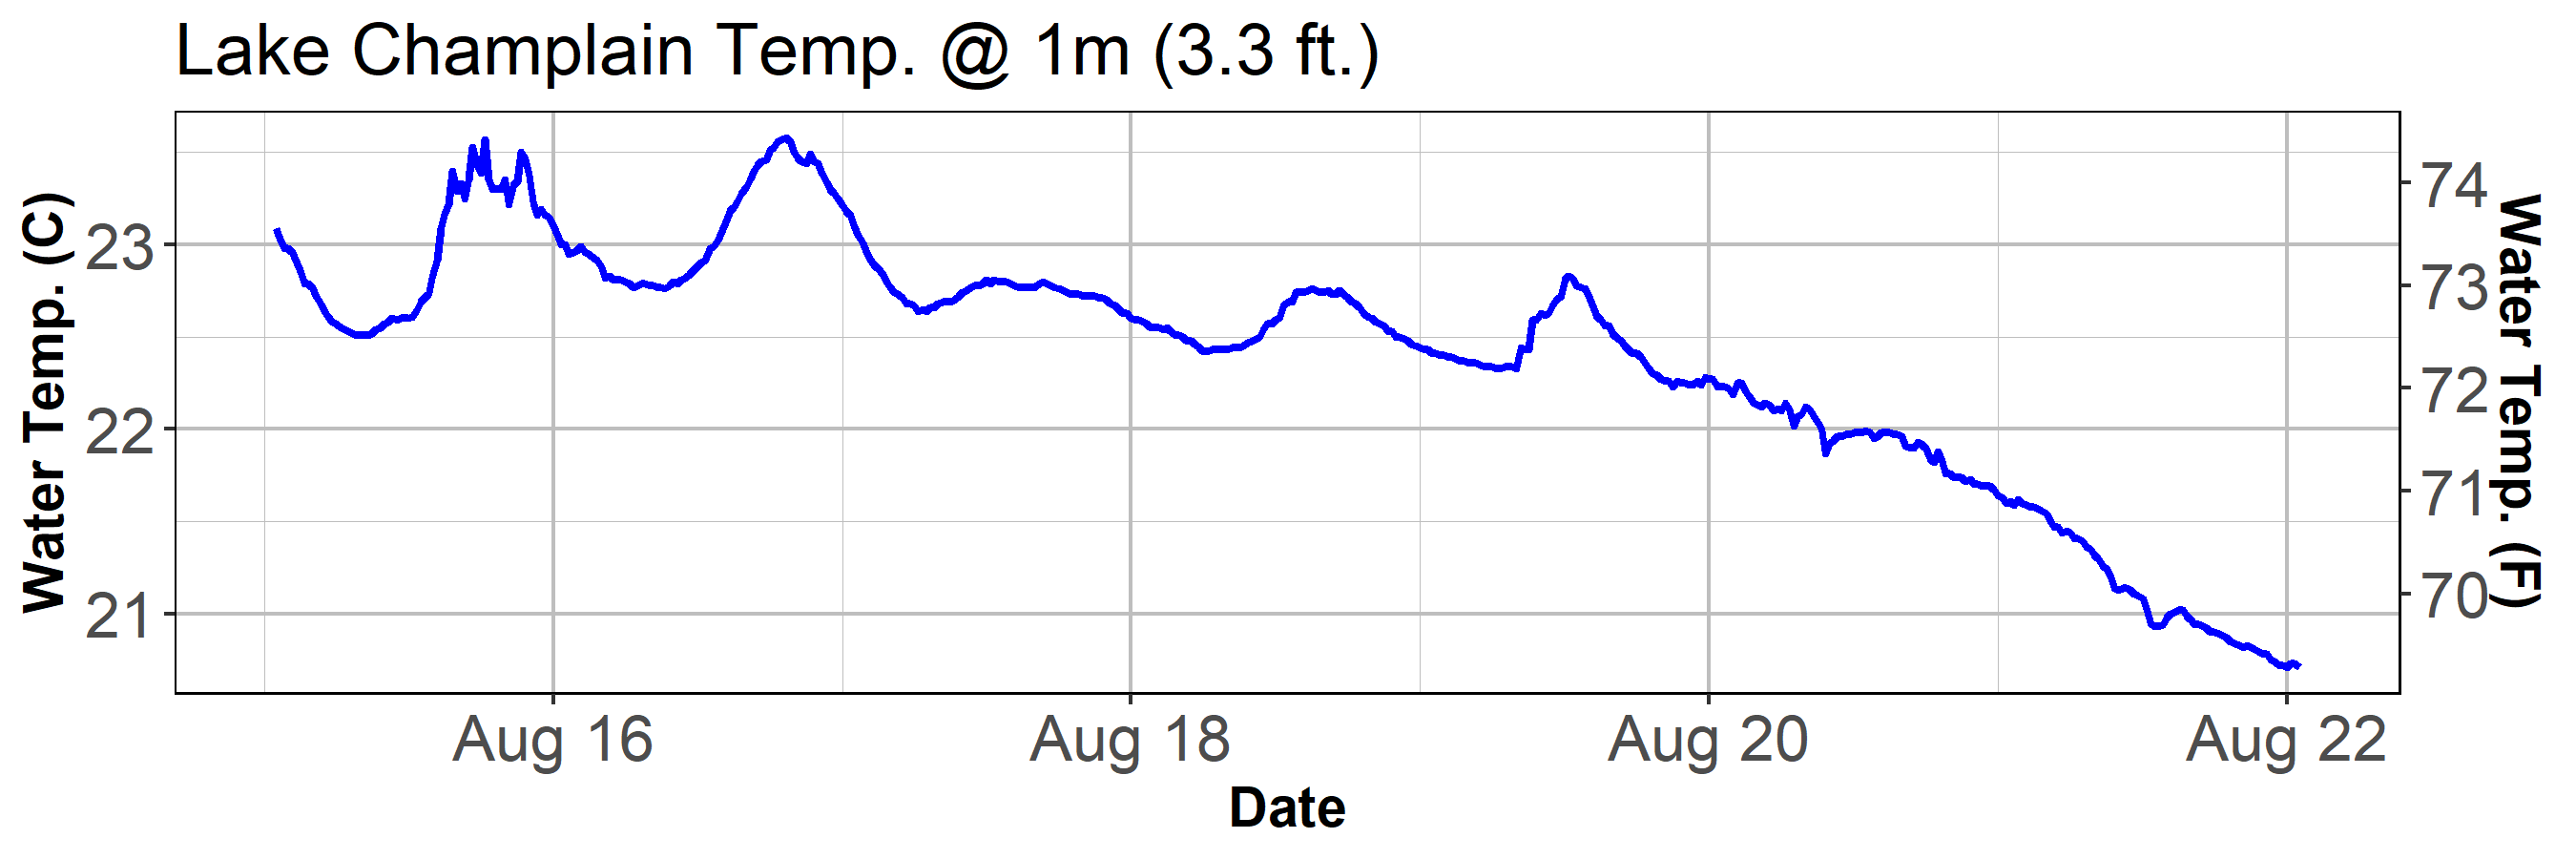 Lake Champlain Temp. @ 1m (3.3 ft.)
Water Temp. (C)
23
22
21
74
73
72
71
70
Water Temp. (F)
Aug 16 Aug 18 Aug 20 Aug 22
Date